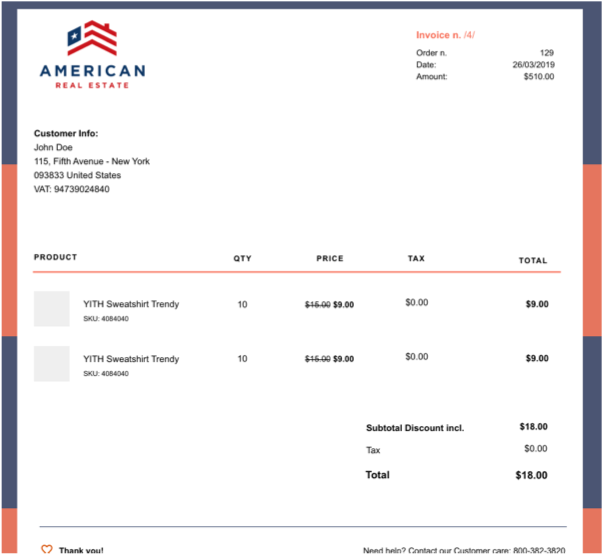 AMERICAN
REAL ESTATE
Invoice n. /4/
Order n. 129
Date: 26/03/2019
Amount: $510.00
Customer Info:
John Doe
115, Fifth Avenue - New York
093833 United States
VAT: 94739024840
PRODUCT QTY PRICE TAX TOTAL
YITH Sweatshirt Trendy 10 $15.00 $9.00 $0.00 $9.00
SKU: 4084040
YITH Sweatshirt Trendy 10 $15.00 $9.00 $0.00 $9.00
SKU: 4084040
Subtotal Discount incl. $18.00
Tax $0.00
Total $18.00
Thank you! Need help? Contact our Customer care: 800-382-3820